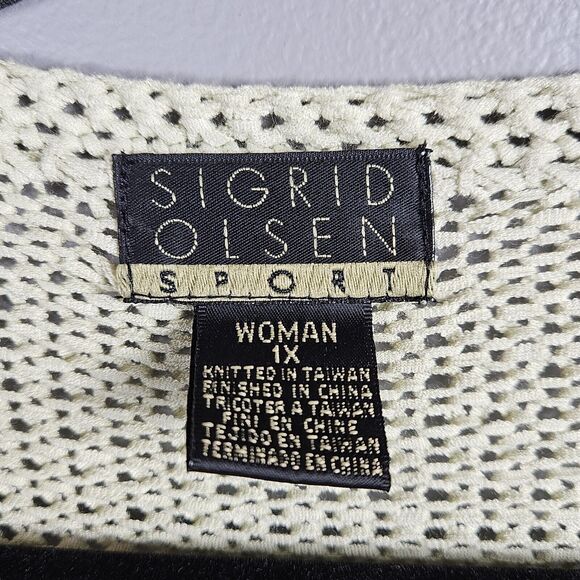 SIGRID
OLSEN
SPORT
WOMAN
1X
KNITTED IN TAIWAN
FINISHED IN CHINA
TRICOTER A TAIWAN
FINI EN CHINE
TEJIDO EN TAIWAN
TERMINADO EN CHINA